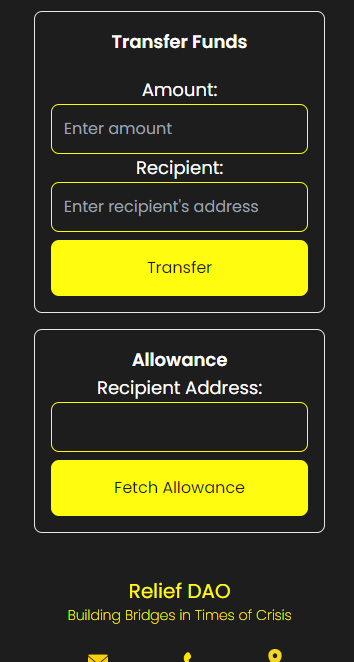 Transfer Funds
Amount:
Enter amount
Recipient:
Enter recipient's address
Transfer
Allowance
Recipient Address:
Fetch Allowance
Relief DAO
Building Bridges in Times of Crisis